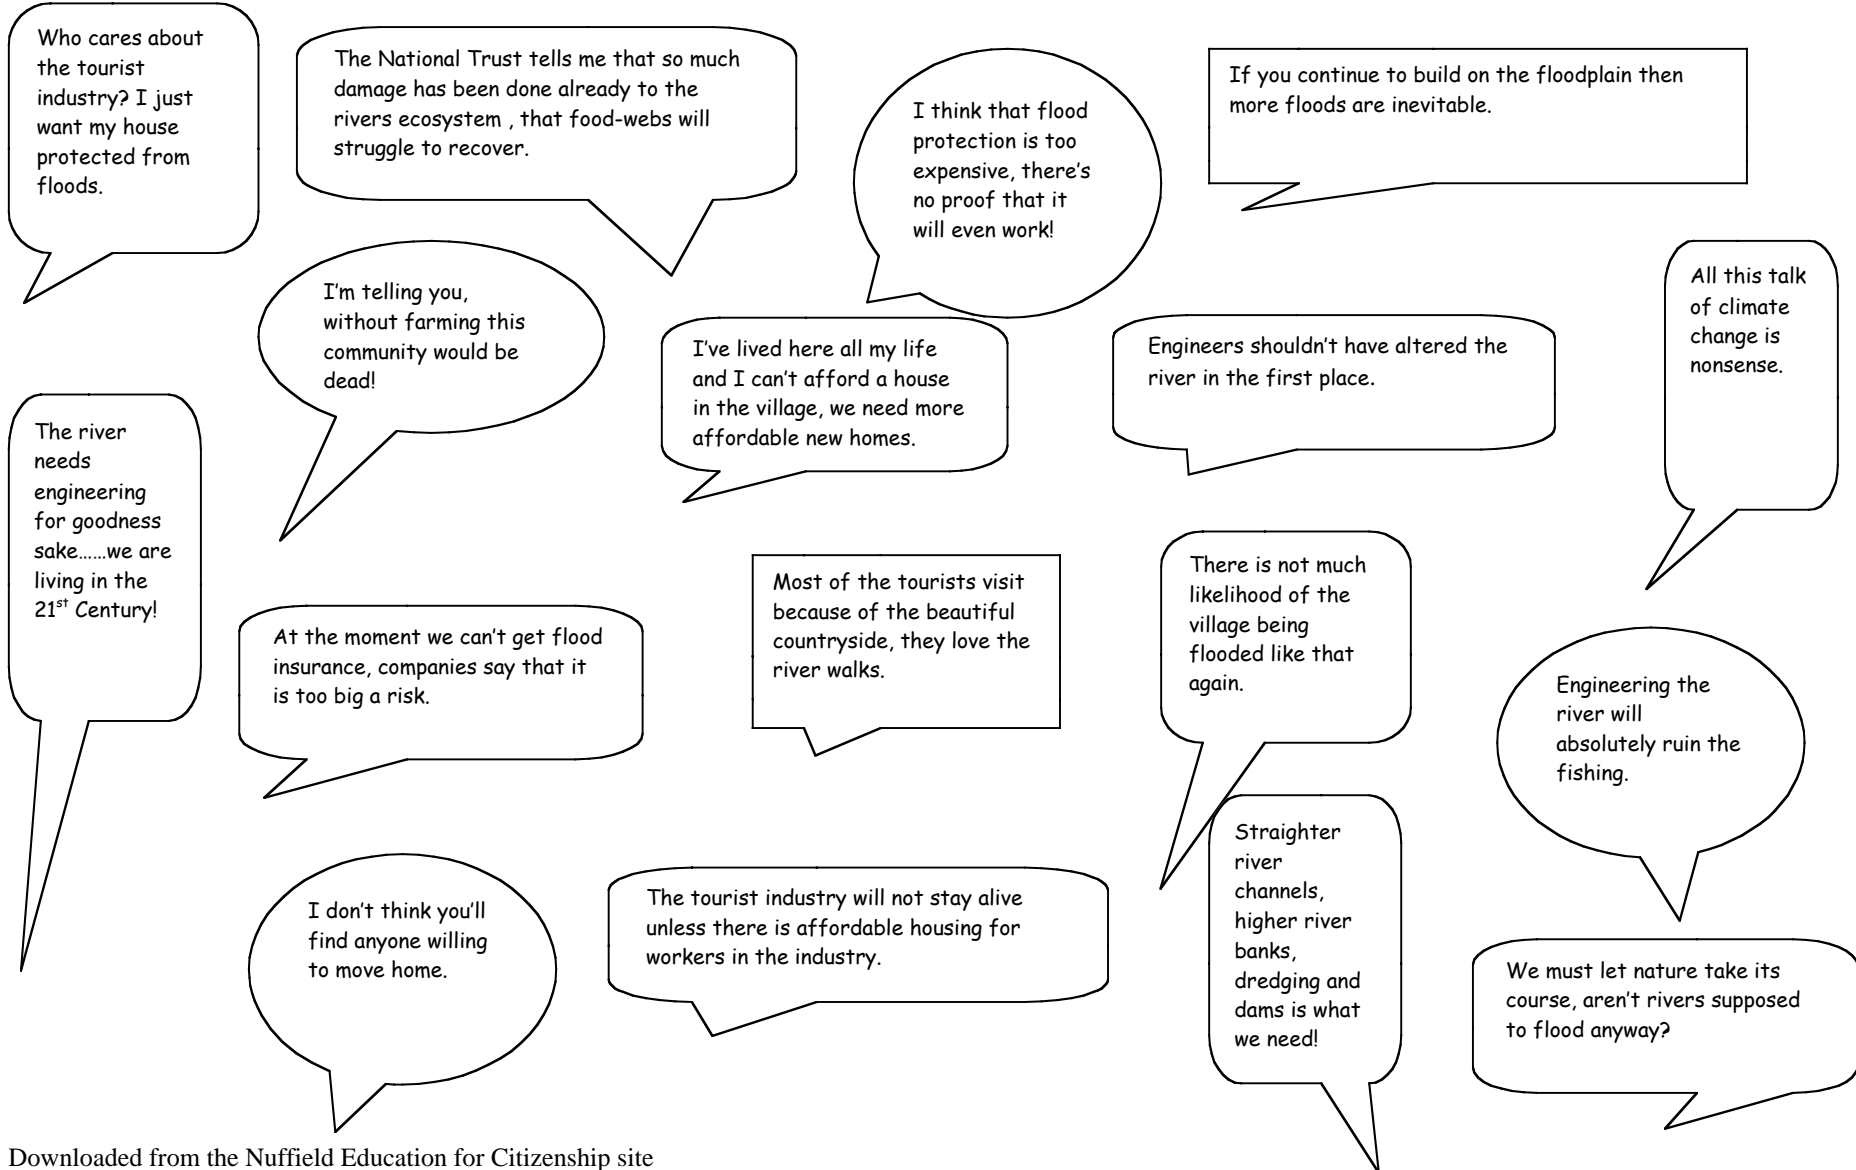 Who cares about
the tourist
industry? I just
want my house
protected from
floods.
The National Trust tells me that so much
damage has been done already to the
rivers ecosystem , that food-webs will
struggle to recover.
I think that flood
protection is too
expensive, there's
no proof that it
will even work!
If you continue to build on the floodplain then
more floods are inevitable.
I'm telling you,
without farming this
community would be
dead!
I've lived here all my life
and I can't afford a house
in the village, we need more
affordable new homes.
Engineers shouldn't have altered the
river in the first place.
All this talk
of climate
change is
nonsense.
The river
needs
engineering
for goodness
sake……we are
living in the
21st Century!
At the moment we can't get flood
insurance, companies say that it
is too big a risk.
Most of the tourists visit
because of the beautiful
countryside, they love the
river walks.
There is not much
likelihood of the
village being
flooded like that
again.
Engineering the
river will
absolutely ruin the
fishing.
I don't think you'll
find anyone willing
to move home.
The tourist industry will not stay alive
unless there is affordable housing for
workers in the industry.
Straighter
river
channels,
higher river
banks,
dredging and
dams is what
we need!
We must let nature take its
course, aren't rivers supposed
to flood anyway?
Downloaded from the Nuffield Education for Citizenship site